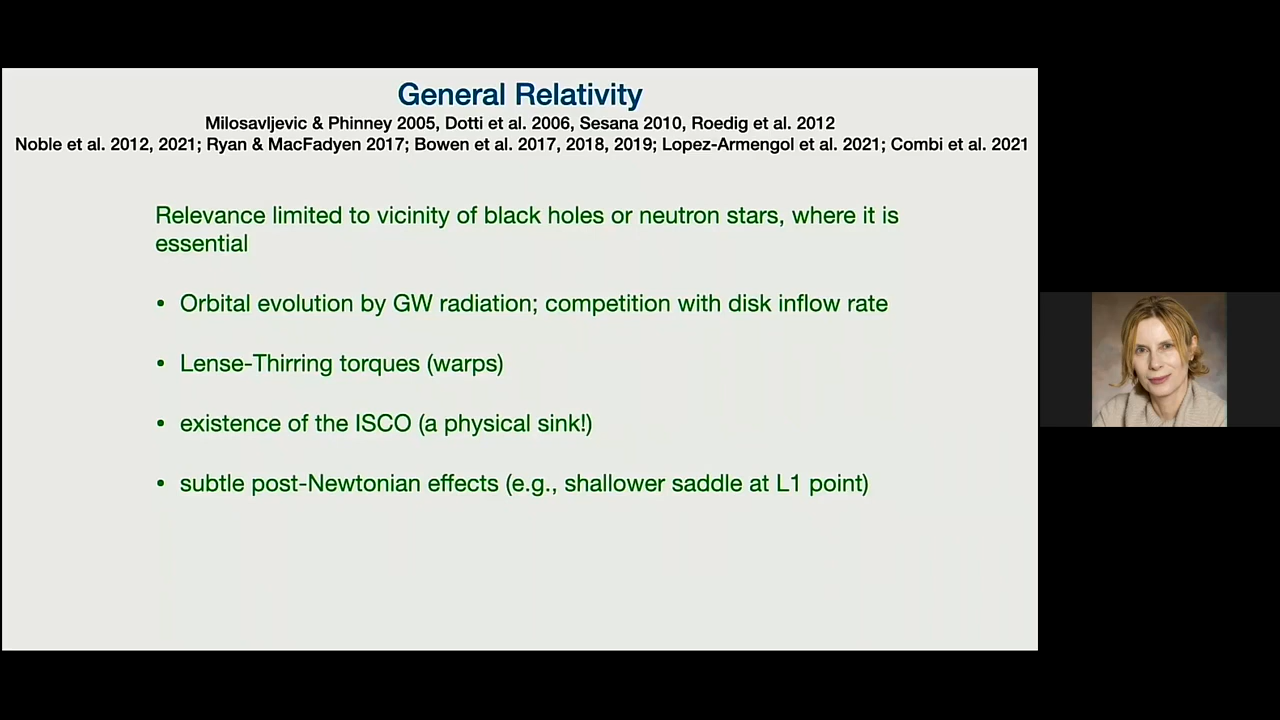 General Relativity
Milosavljevic & Phinney 2005, Dotti et al. 2006, Sesana 2010, Roedig et al. 2012
Noble et al. 2012, 2021; Ryan & MacFadyen 2017; Bowen et al. 2017, 2018, 2019; Lopez-Armengol et al. 2021; Combi et al. 2021
Relevance limited to vicinity of black holes or neutron stars, where it is
essential
• Orbital evolution by GW radiation; competition with disk inflow rate
• Lense-Thirring torques (warps)
• existence of the ISCO (a physical sink!)
• subtle post-Newtonian effects (e.g., shallower saddle at L1 point)